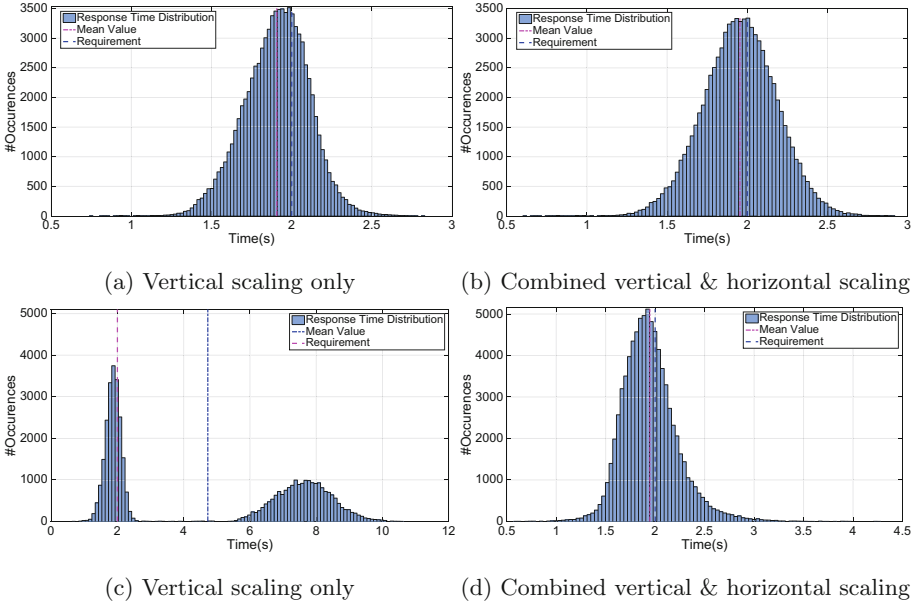 3500
3000
2500
2000
1500
1000
500
0
#Occurences
Response Time Distribution
Mean Value
Requirement
0.5 1 1.5 2 2.5 3
Time(s)
(a) Vertical scaling only
3500
3000
2500
2000
1500
1000
500
0
#Occurences
Response Time Distribution
Mean Value
Requirement
0.5 1 1.5 2 2.5 3
Time(s)
(b) Combined vertical & horizontal scaling
5000
4000
3000
2000
1000
0
#Occurences
Response Time Distribution
Mean Value
Requirement
0 2 4 6 8 10 12
Time(s)
(c) Vertical scaling only
5000
4000
3000
2000
1000
0
#Occurences
Response Time Distribution
Mean Value
Requirement
0.5 1 1.5 2 2.5 3 3.5 4 4.5
Time(s)
(d) Combined vertical & horizontal scaling